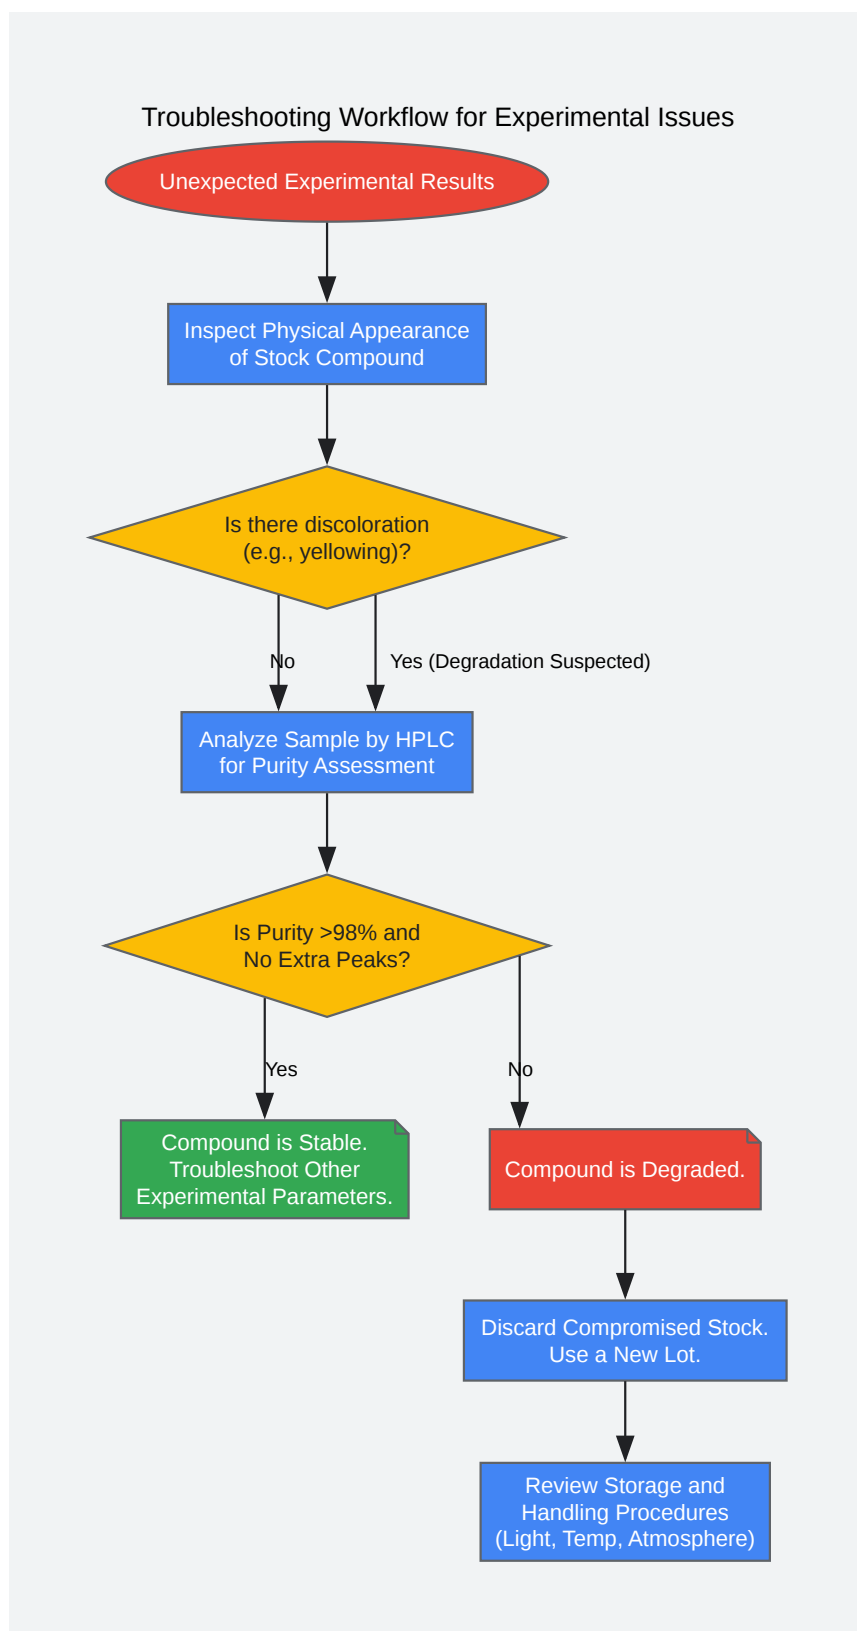 Troubleshooting Workflow for Experimental Issues
Unexpected Experimental Results
Inspect Physical Appearance
of Stock Compound
Is there discoloration
(e.g., yellowing)?
No
Yes (Degradation Suspected)
Analyze Sample by HPLC
for Purity Assessment
Is Purity >98% and
No Extra Peaks?
Yes
No
Compound is Stable.
Troubleshoot Other
Experimental Parameters.
Compound is Degraded.
Discard Compromised Stock.
Use a New Lot.
Review Storage and
Handling Procedures
(Light, Temp, Atmosphere)